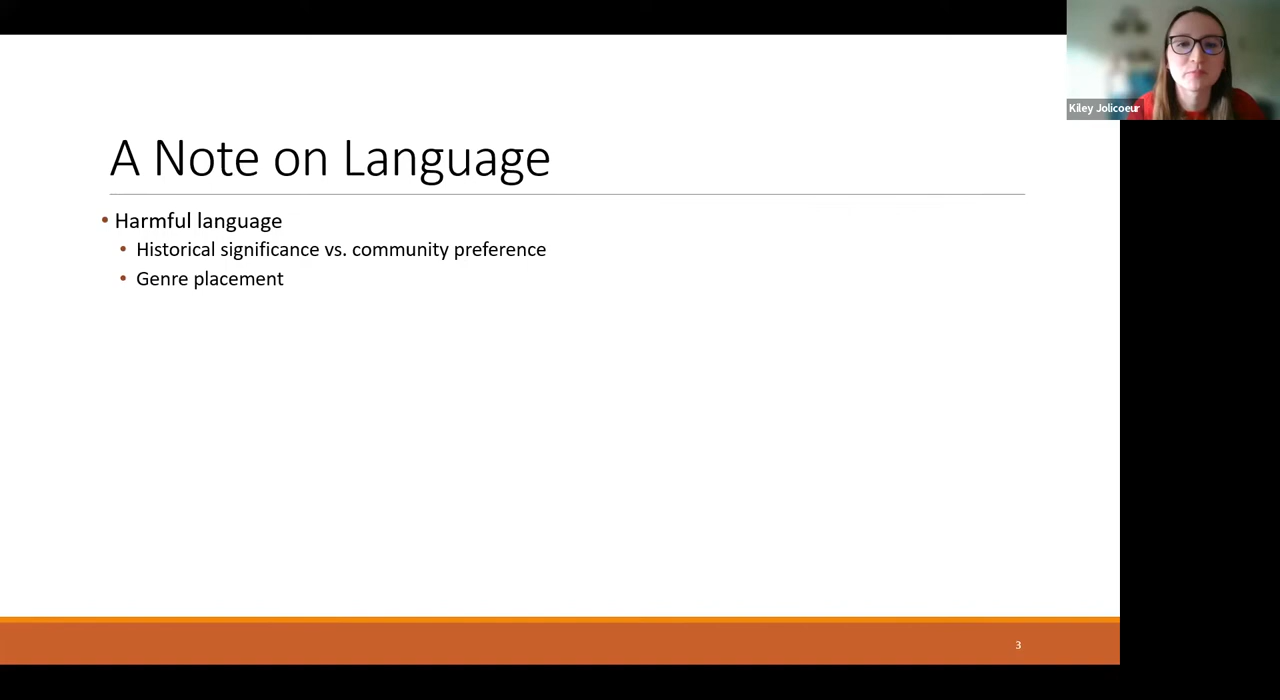 Kiley Jolicoeur
A Note on Language
• Harmful language
• Historical significance vs. community preference
• Genre placement
3